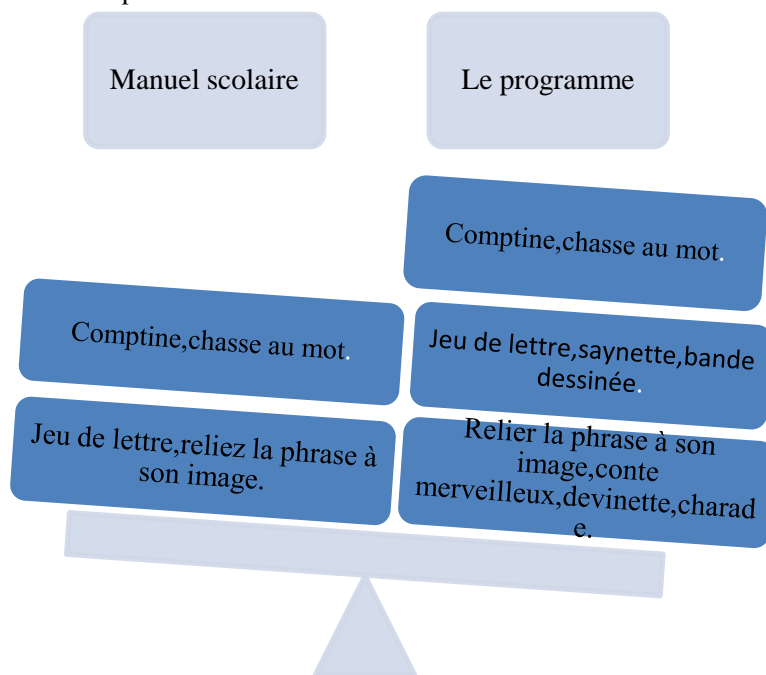 Manuel scolaire
Le programme
Comptine,chasse au mot.
Comptine,chasse au mot.
Jeu de lettre,saynette,bande
dessinée.
Jeu de lettre,reliez la phrase à
son image.
Relier la phrase à son
image,conte
merveilleux,devinette,charad
e.